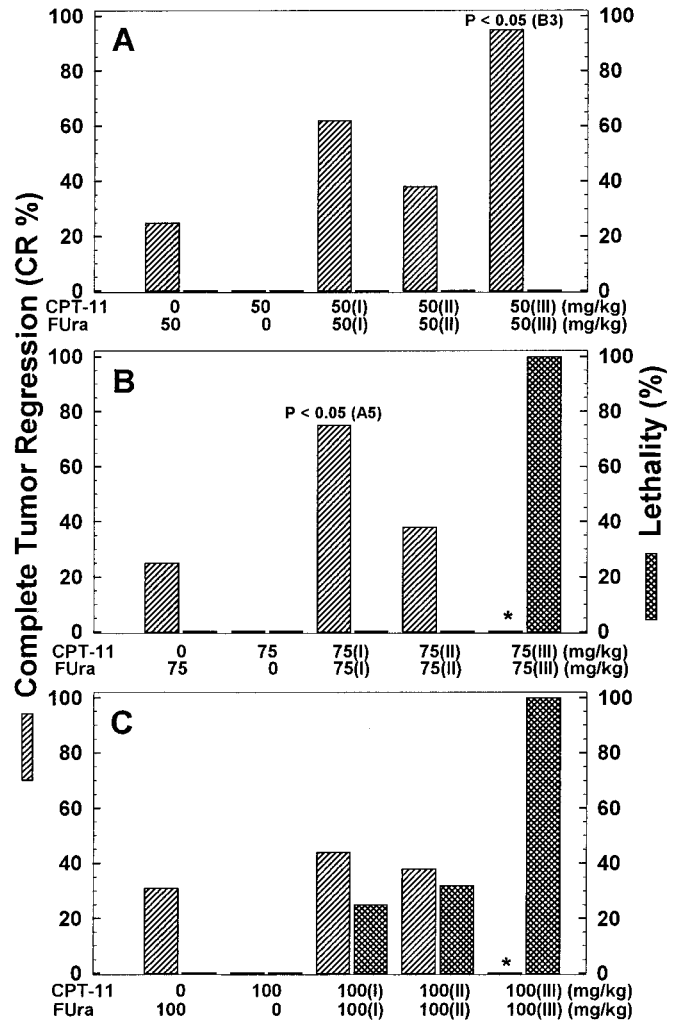 Complete Tumor Regression (CR %)
Lethality (%)
A
P < 0.05 (B3)
100 100
80 80
60 60
40 40
20 20
0 0
CPT-11 0 50 50(I) 50(II) 50(III) (mg/kg)
FUra 50 0 50(I) 50(II) 50(III) (mg/kg)
B
P < 0.05 (A5)
100 100
80 80
60 60
40 40
20 20
* 
0 0
CPT-11 0 75 75(I) 75(II) 75(III) (mg/kg)
FUra 75 0 75(I) 75(II) 75(III) (mg/kg)
C
100 100
80 80
60 60
40 40
20 20
*
0 0
CPT-11 0 100 100(I) 100(II) 100(III) (mg/kg)
FUra 100 0 100(I) 100(II) 100(III) (mg/kg)